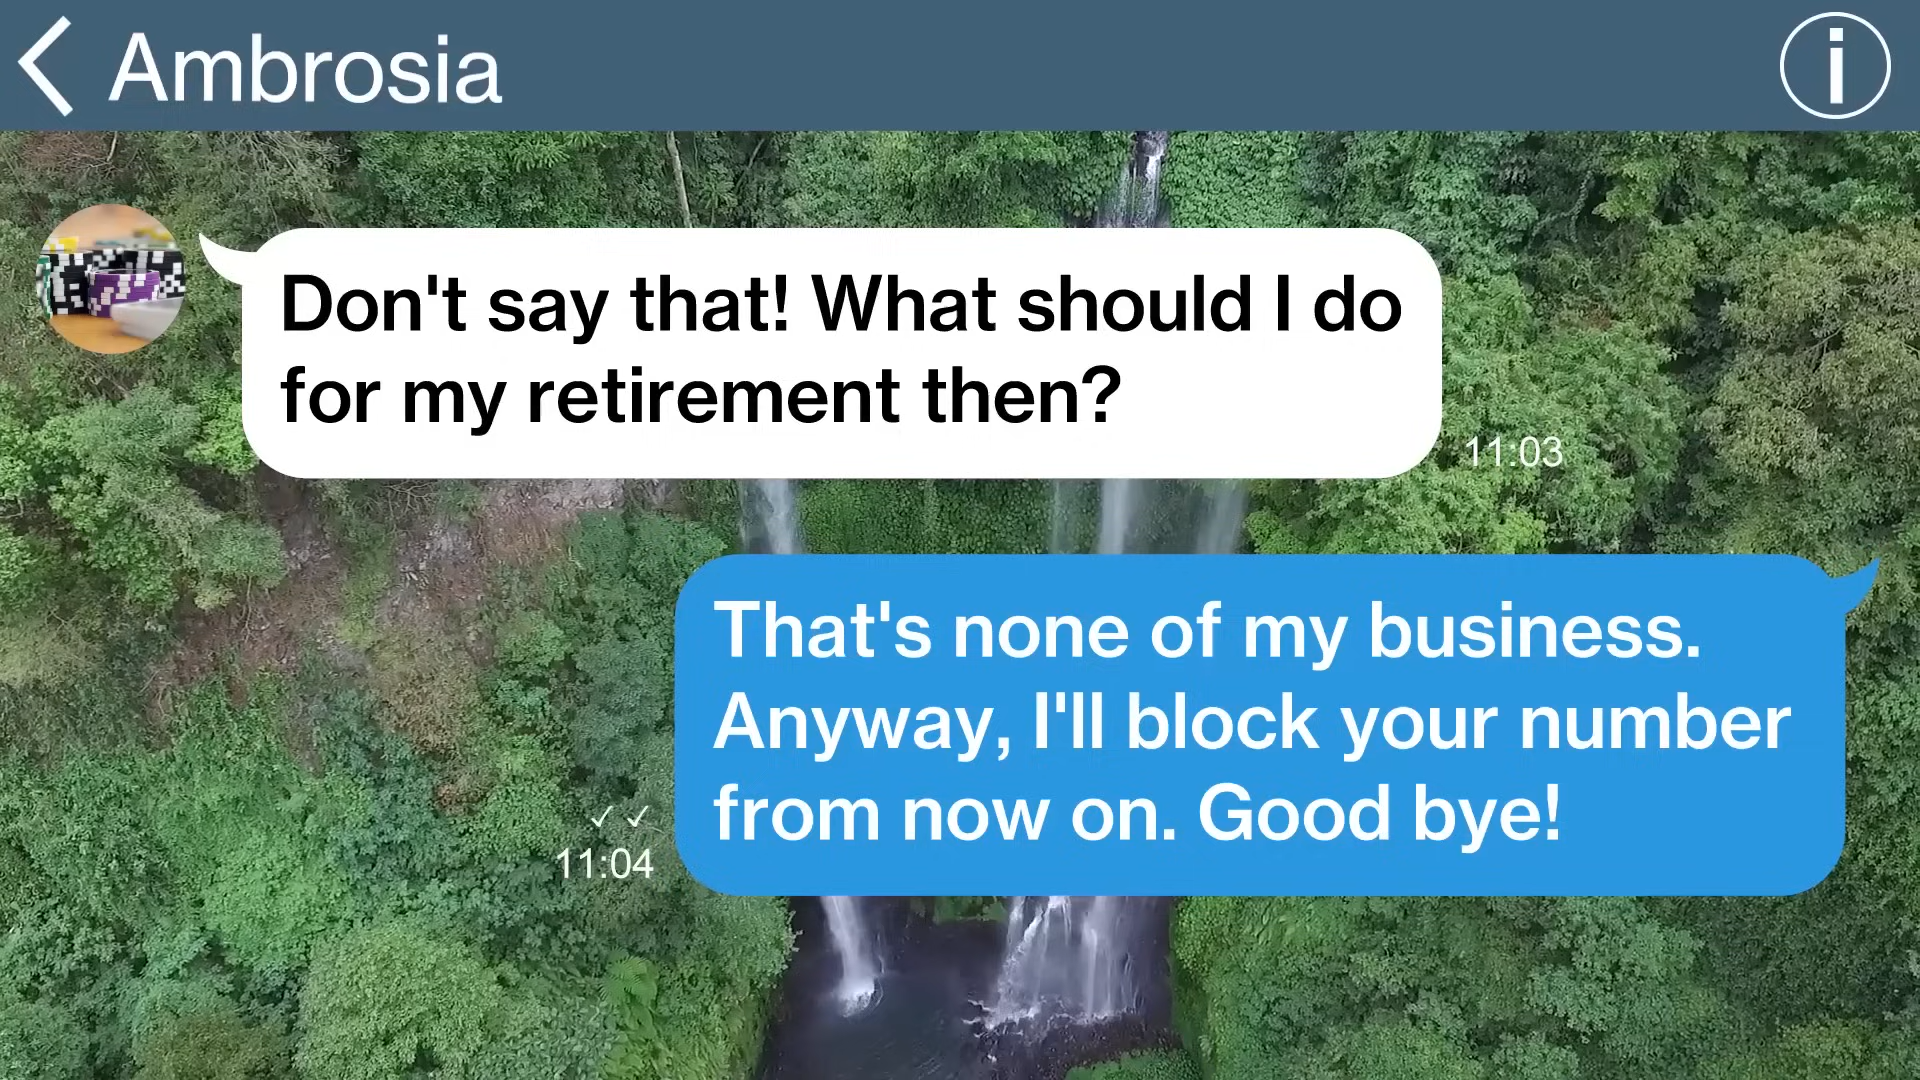 Ambrosia
Don't say that! What should I do
for my retirement then?
11:03
That's none of my business.
Anyway, I'll block your number
from now on. Good bye!
11:04